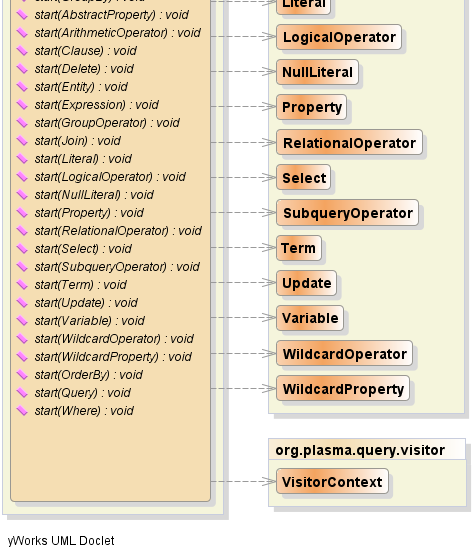 start(GroupBy) : void
start(AbstractProperty) : void
start(ArithmeticOperator) : void
start(Clause) : void
start(Delete) : void
start(Entity) : void
start(Expression) : void
start(GroupOperator) : void
start(Join) : void
start(Literal) : void
start(LogicalOperator) : void
start(NullLiteral) : void
start(Property) : void
start(RelationalOperator) : void
start(Select) : void
start(SubqueryOperator) : void
start(Term) : void
start(Update) : void
start(Variable) : void
start(WildcardOperator) : void
start(WildcardProperty) : void
start(OrderBy) : void
start(Query) : void
start(Where) : void
Literal
LogicalOperator
NullLiteral
Property
RelationalOperator
Select
SubqueryOperator
Term
Update
Variable
WildcardOperator
WildcardProperty
org.plasma.query.visitor
VisitorContext
yWorks UML Doclet